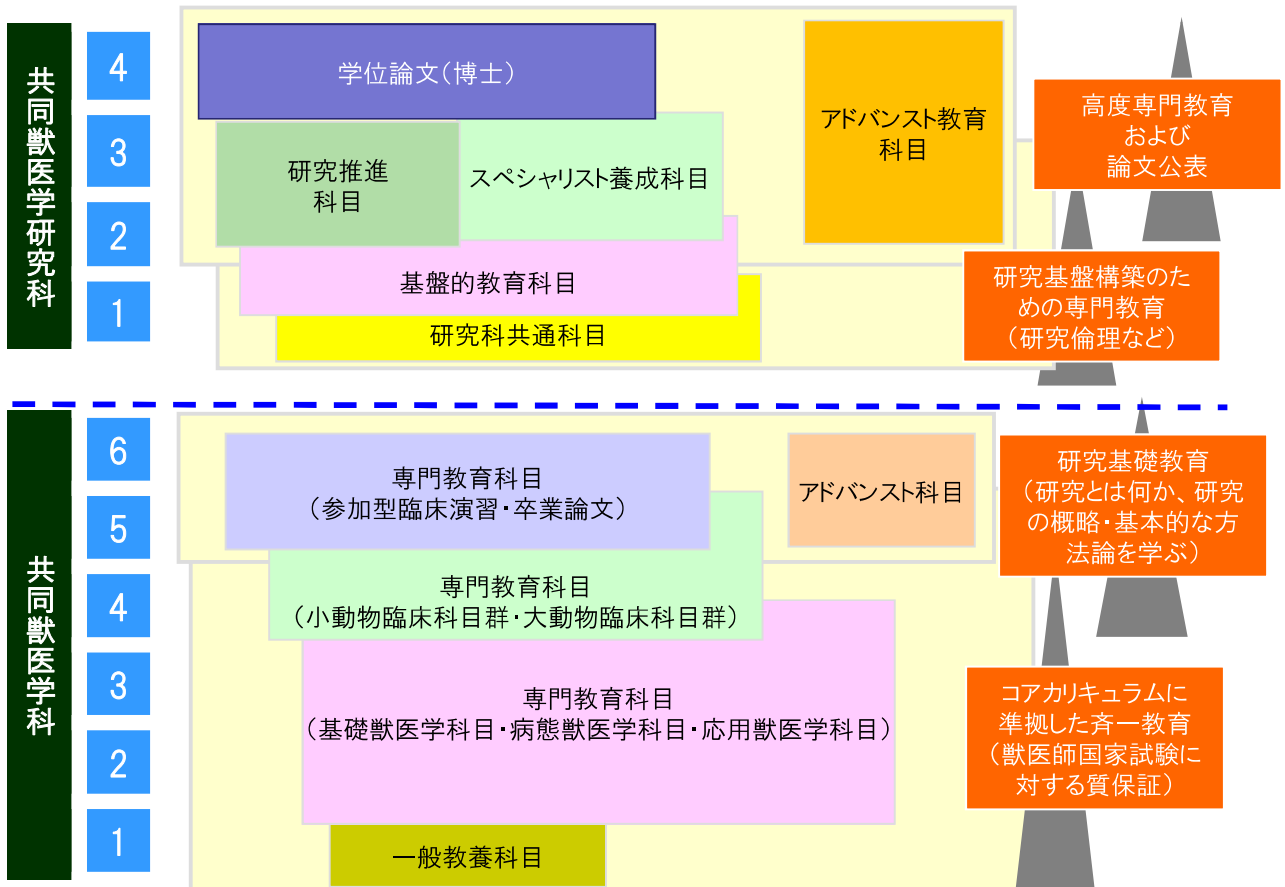 共同獣医学研究科
4
3
2
1
学位論文（博士）
研究推進
科目
スペシャリスト養成科目
基盤的教育科目
研究科共通科目
アドバンスト教育
科目
高度専門教育
および
論文公表
研究基盤構築のた
めの専門教育
（研究倫理など）
共同獣医学科
6
5
4
3
2
1
専門教育科目
（参加型臨床演習・卒業論文）
アドバンスト科目
専門教育科目
（小動物臨床科目群・大動物臨床科目群）
専門教育科目
（基礎獣医学科目・病態獣医学科目・応用獣医学科目）
一般教養科目
研究基礎教育
（研究とは何か、研究
の概略・基本的な方
法論を学ぶ）
コアカリキュラムに
準拠した斉一教育
（獣医師国家試験に
対する質保証）